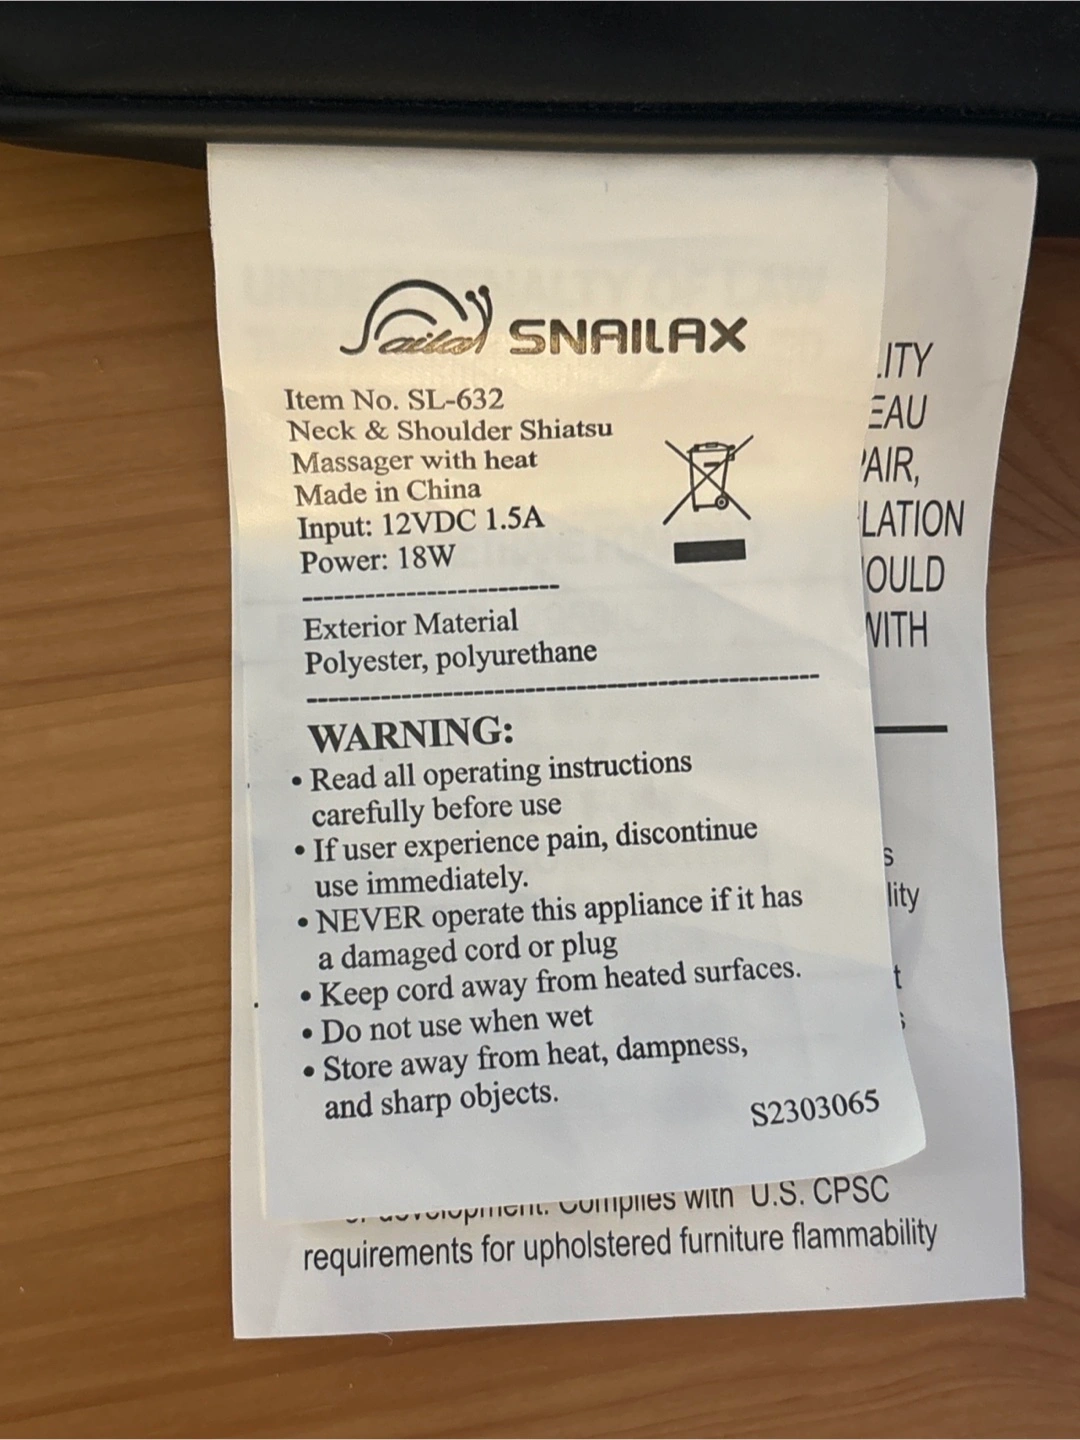 SNAILAX
Item No. SL-632
Neck & Shoulder Shiatsu
Massager with heat
Made in China
Input: 12VDC 1.5A
Power: 18W
------------------------
Exterior Material
Polyester, polyurethane
------------------------------------------------
WARNING:
• Read all operating instructions
carefully before use
• If user experience pain, discontinue
use immediately.
• NEVER operate this appliance if it has
a damaged cord or plug
• Keep cord away from heated surfaces.
• Do not use when wet
• Store away from heat, dampness,
and sharp objects.
S2303065
ITY
EAU
AIR,
LATION
OULD
WITH
s
lity
t
s
development. Complies with U.S. CPSC
requirements for upholstered furniture flammability